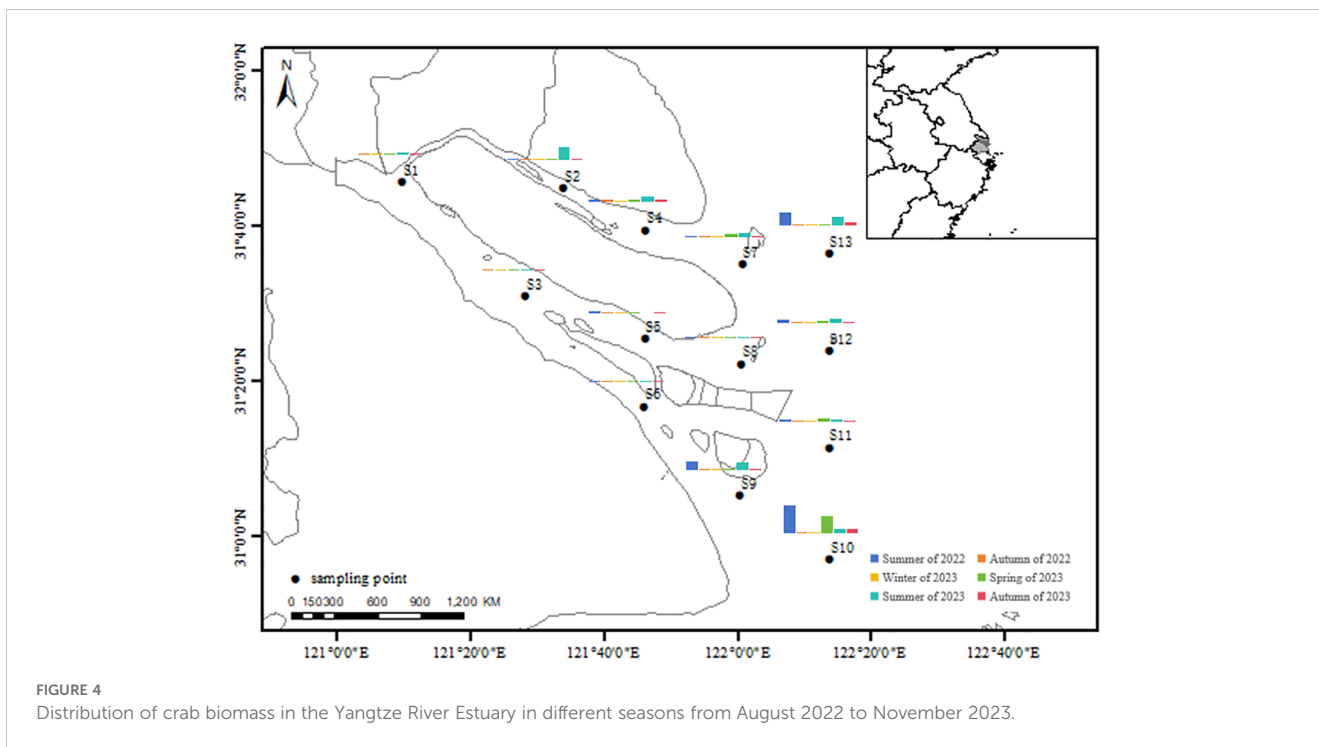 32°0'0"N
N
S1
S2
S4
31°40'0"N
S13
S7
S3
S5
S12
S8
31°20'0"N
S6
S11
S9
31°0'0"N
S10
Summer of 2022
Autumn of 2022
Winter of 2023
Spring of 2023
Summer of 2023
Autumn of 2023
sampling point
0 150300 600 900 1,200 KM
121°0'0"E 121°20'0"E 121°40'0"E 122°0'0"E 122°20'0"E 122°40'0"E
FIGURE 4
Distribution of crab biomass in the Yangtze River Estuary in different seasons from August 2022 to November 2023.